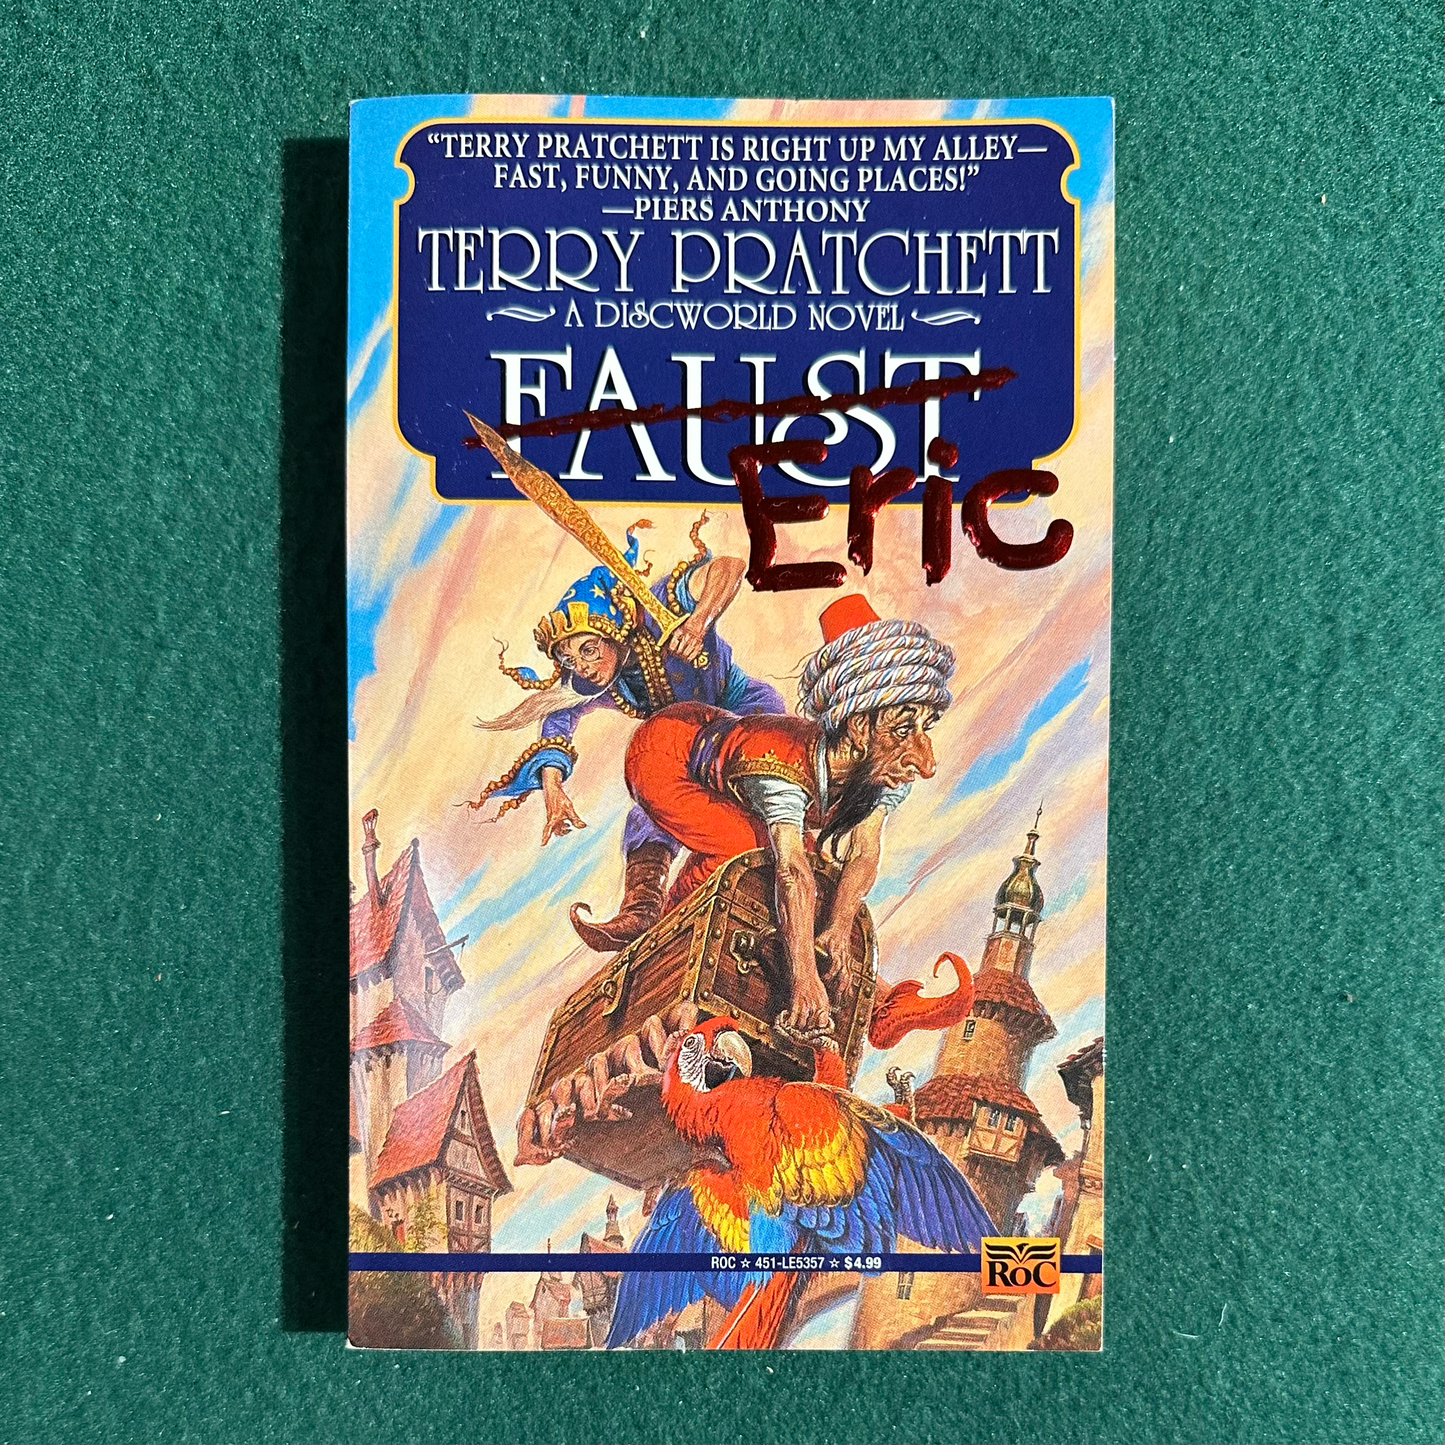 “TERRY PRATCHETT IS RIGHT UP MY ALLEY—
FAST, FUNNY, AND GOING PLACES!”
—PIERS ANTHONY
TERRY PRATCHETT
A DISCWORLD NOVEL
FAUST
Eric
ROC ☆ 451-LE5357 ☆ $4.99
ROC